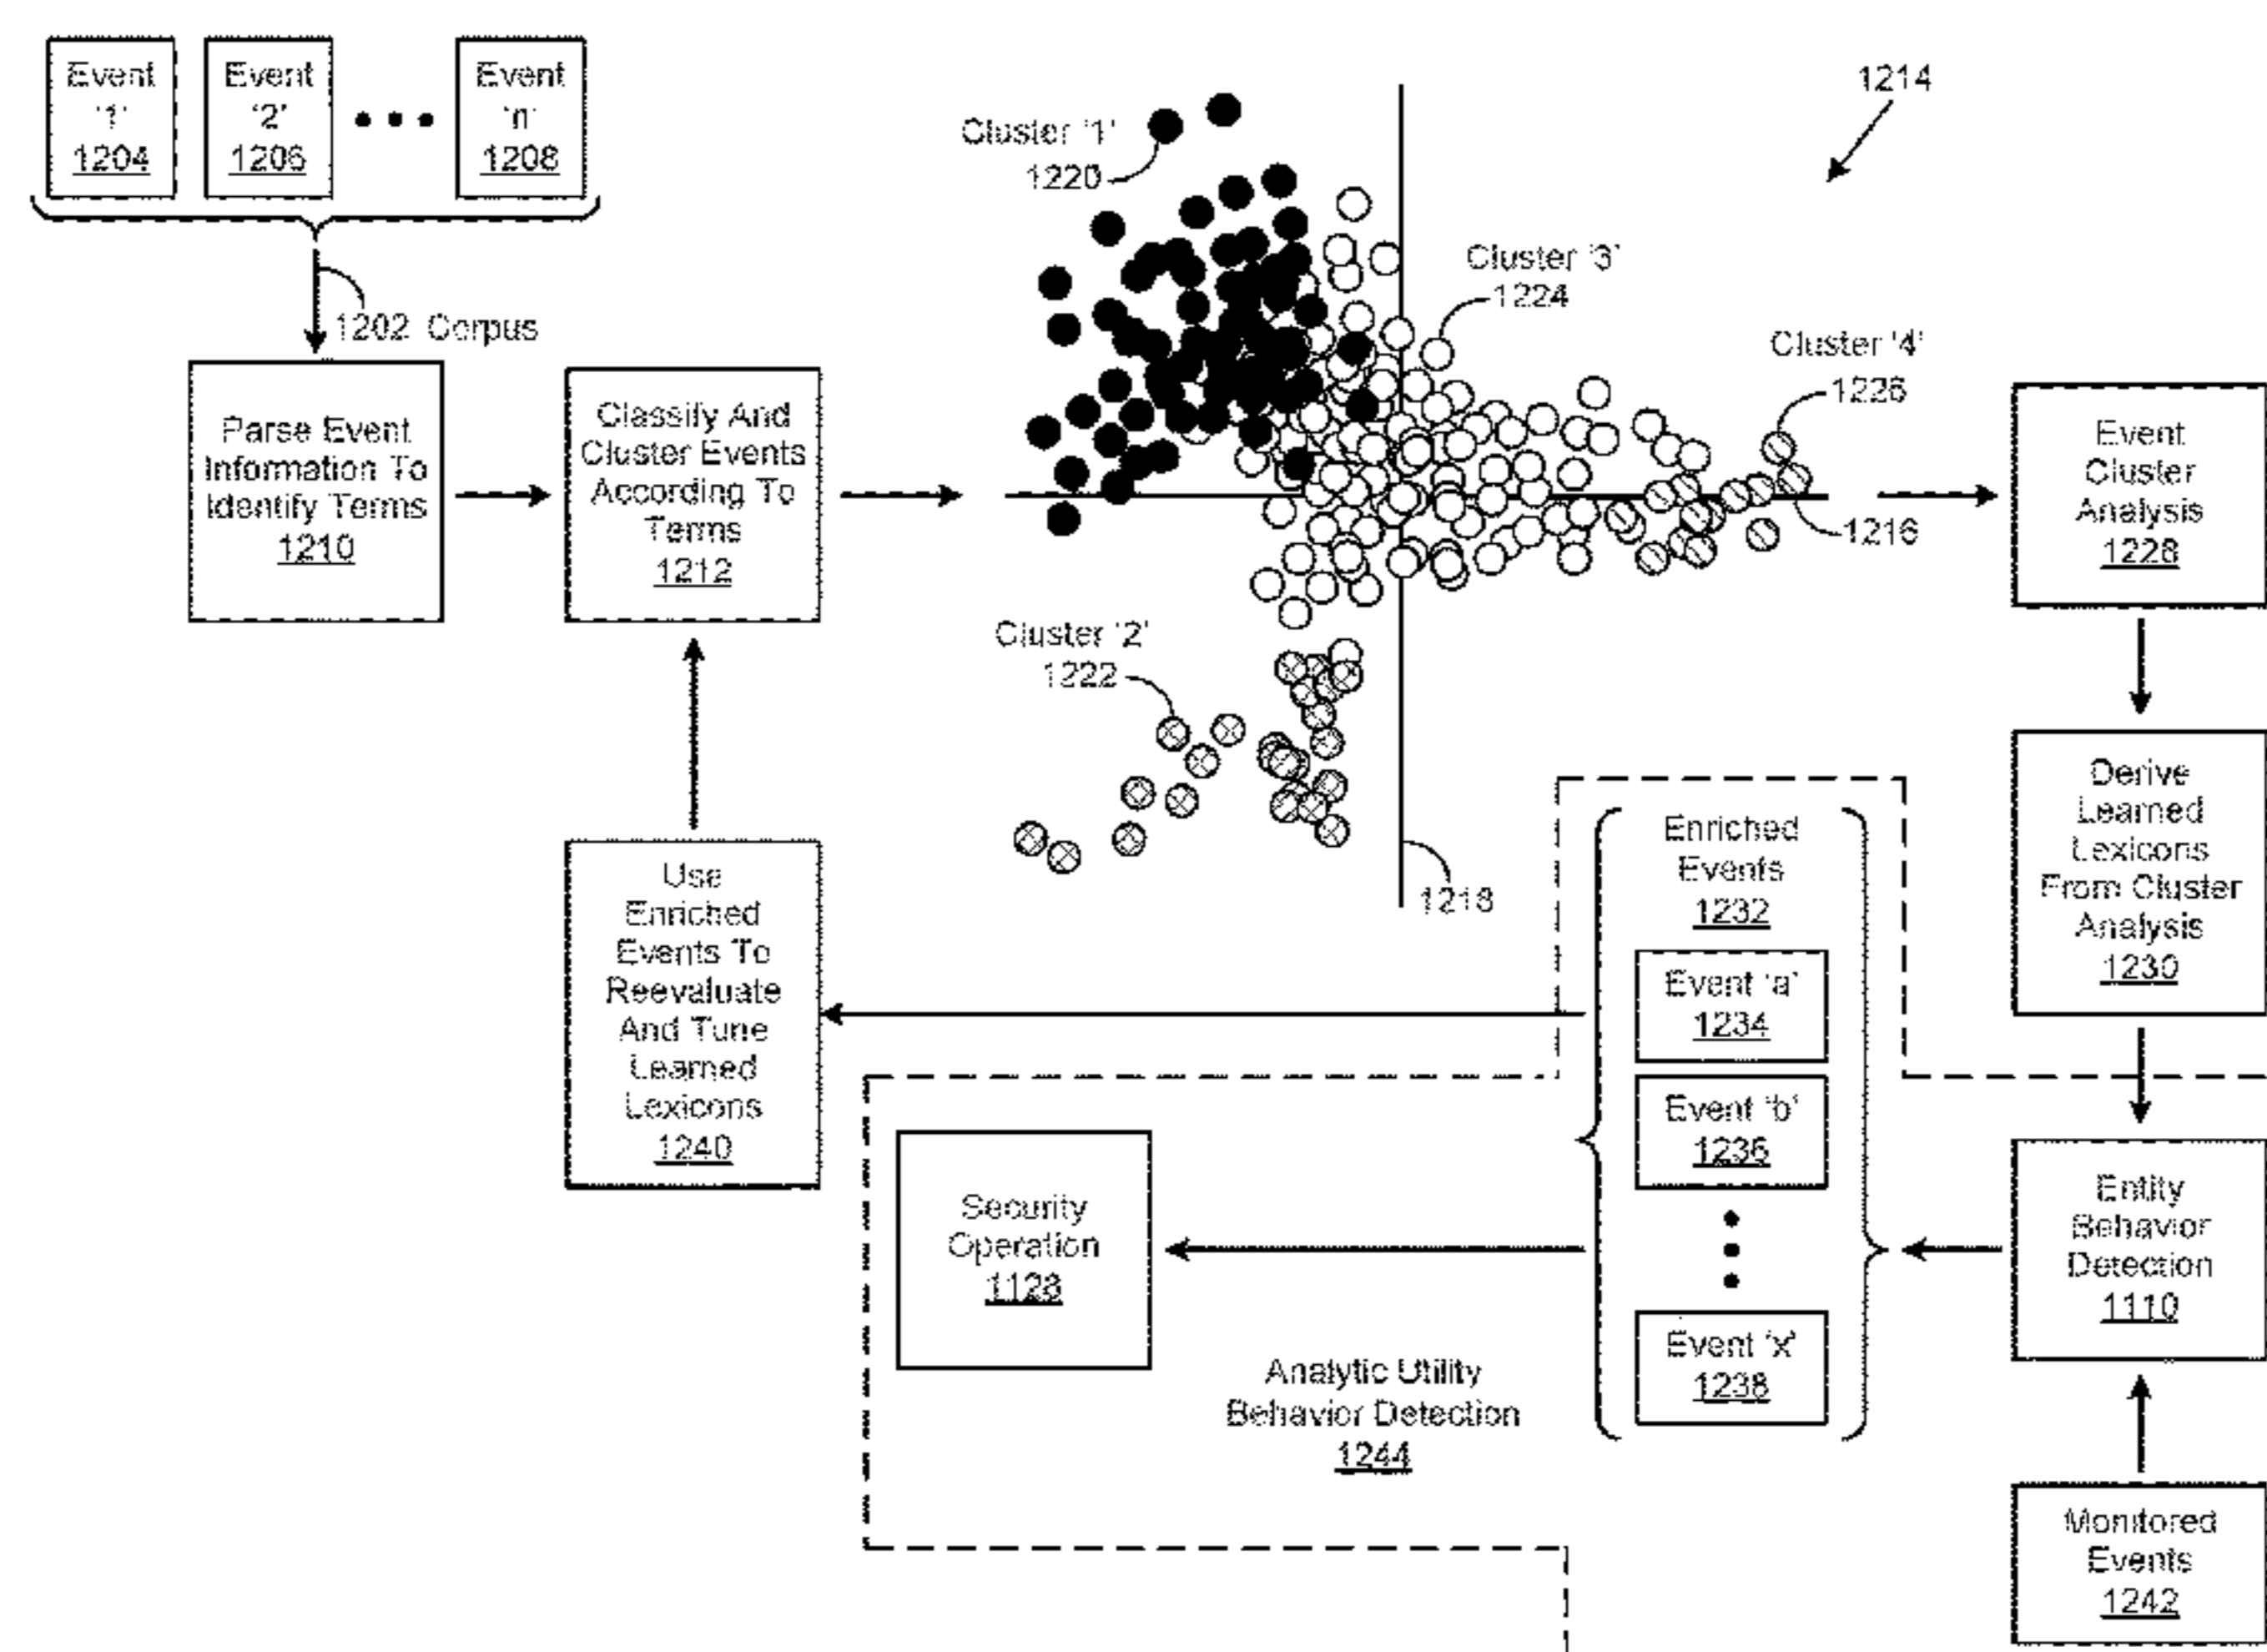 Event
'1'
1204
Event
'2'
1206
Event
'n'
1208
1202 Corpus
Parse Event
Information To
Identify Terms
1210
Classify And
Cluster Events
According To
Terms
1212
1214
Cluster '1'
1220
Cluster '3'
1224
Cluster '4'
1226
1216
Cluster '2'
1222
1218
Event
Cluster
Analysis
1228
Derive
Learned
Lexicons
From Cluster
Analysis
1230
Use
Enriched
Events To
Reevaluate
And Tune
Learned
Lexicons
1240
Enriched
Events
1232
Event 'a'
1234
Event 'b'
1236
Event 'x'
1238
Security
Operation
1128
Analytic Utility
Behavior Detection
1244
Entity
Behavior
Detection
1110
Monitored
Events
1242